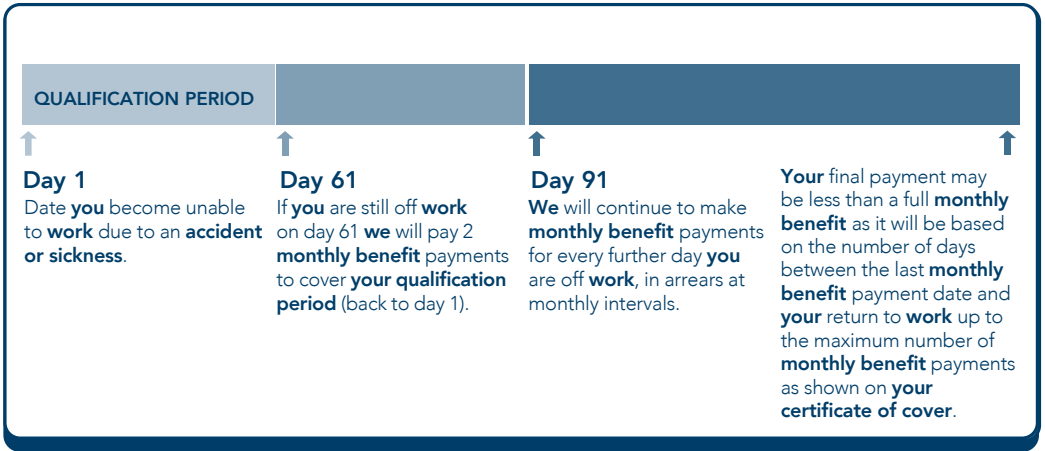 QUALIFICATION PERIOD
Day 1
Date you become unable
to work due to an accident
or sickness.
Day 61
If you are still off work
on day 61 we will pay 2
monthly benefit payments
to cover your qualification
period (back to day 1).
Day 91
We will continue to make
monthly benefit payments
for every further day you
are off work, in arrears at
monthly intervals.
Your final payment may
be less than a full monthly
benefit as it will be based
on the number of days
between the last monthly
benefit payment date and
your return to work up to
the maximum number of
monthly benefit payments
as shown on your
certificate of cover.